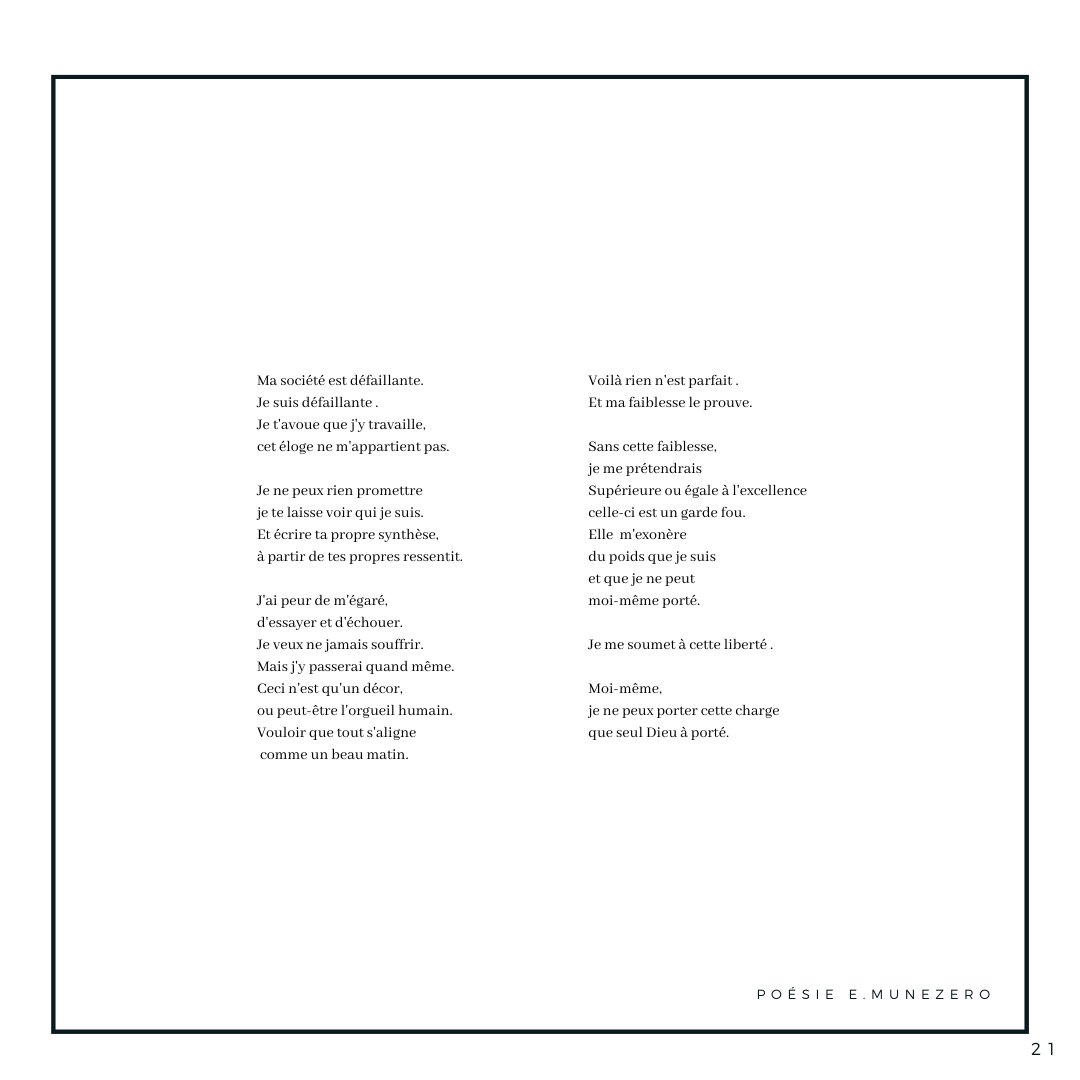 Ma société est défaillante.
Je suis défaillante .
Je t'avoue que j'y travaille,
cet éloge ne m'appartient pas.

Je ne peux rien promettre
je te laisse voir qui je suis.
Et écrire ta propre synthèse,
à partir de tes propres ressentit.

J'ai peur de m'égaré,
d'essayer et d'échouer.
Je veux ne jamais souffrir.
Mais j'y passerai quand même.
Ceci n'est qu'un décor,
ou peut-être l'orgueil humain.
Vouloir que tout s'aligne
comme un beau matin.

Voilà rien n'est parfait .
Et ma faiblesse le prouve.

Sans cette faiblesse,
je me prétendrais
Supérieure ou égale à l'excellence
celle-ci est un garde fou.
Elle  m'exonère
du poids que je suis
et que je ne peut
moi-même porté.

Je me soumet à cette liberté .

Moi-même,
je ne peux porter cette charge
que seul Dieu à porté.

POÉSIE E.MUNEZERO
21